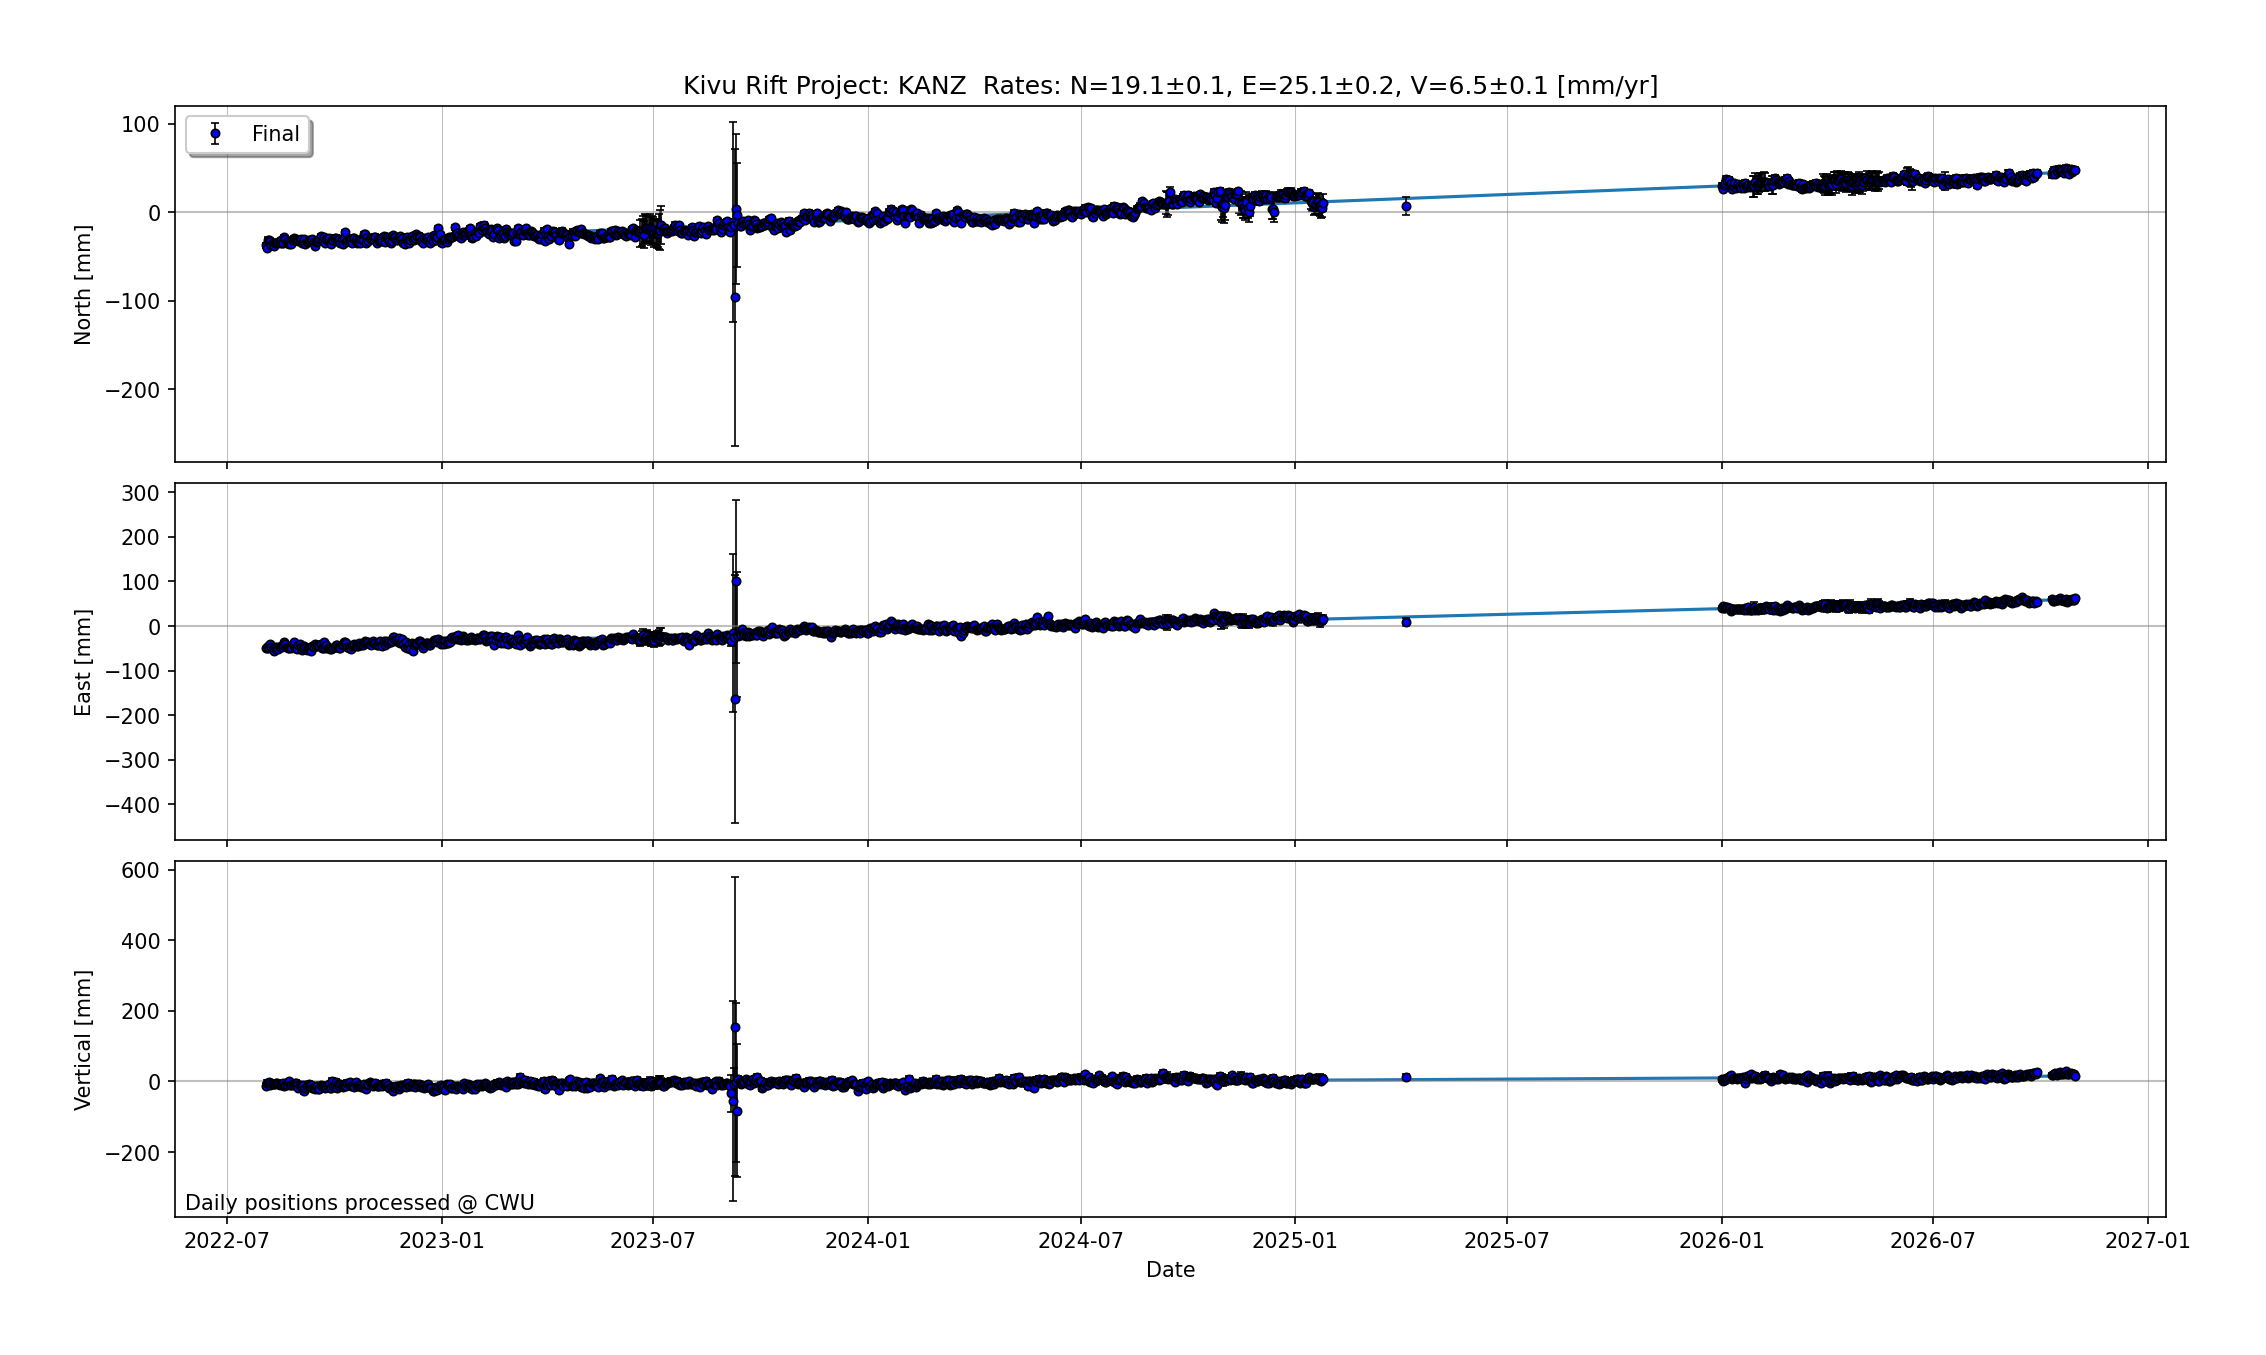 Kivu Rift Project: KANZ  Rates: N=19.1±0.1, E=25.1±0.2, V=6.5±0.1 [mm/yr]
Final
100
0
−100
−200
North [mm]
300
200
100
0
−100
−200
−300
−400
East [mm]
600
400
200
0
−200
Vertical [mm]
Daily positions processed @ CWU
2022-07 2023-01 2023-07 2024-01 2024-07 2025-01 2025-07 2026-01 2026-07 2027-01
Date